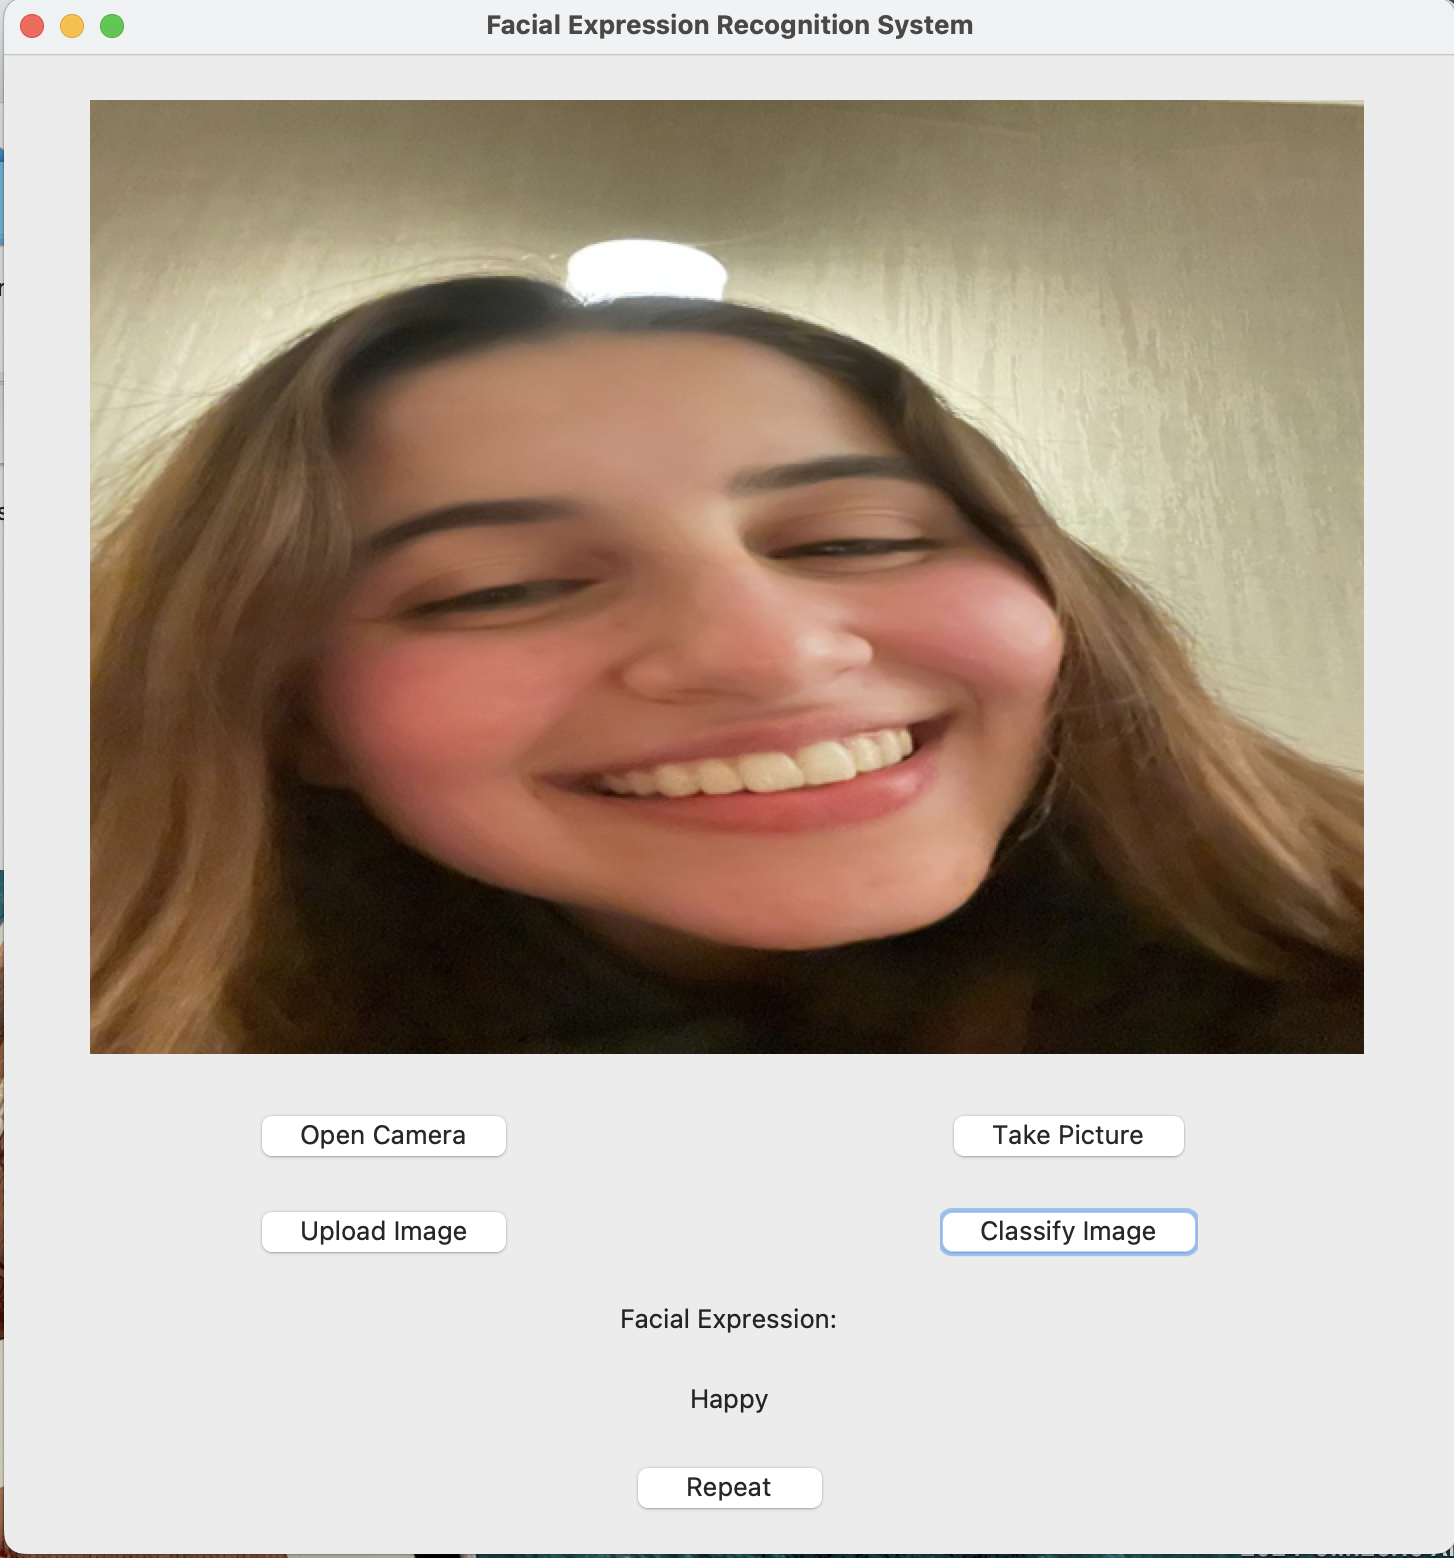 Facial Expression Recognition System
Open Camera
Take Picture
Upload Image
Classify Image
Facial Expression:
Happy
Repeat